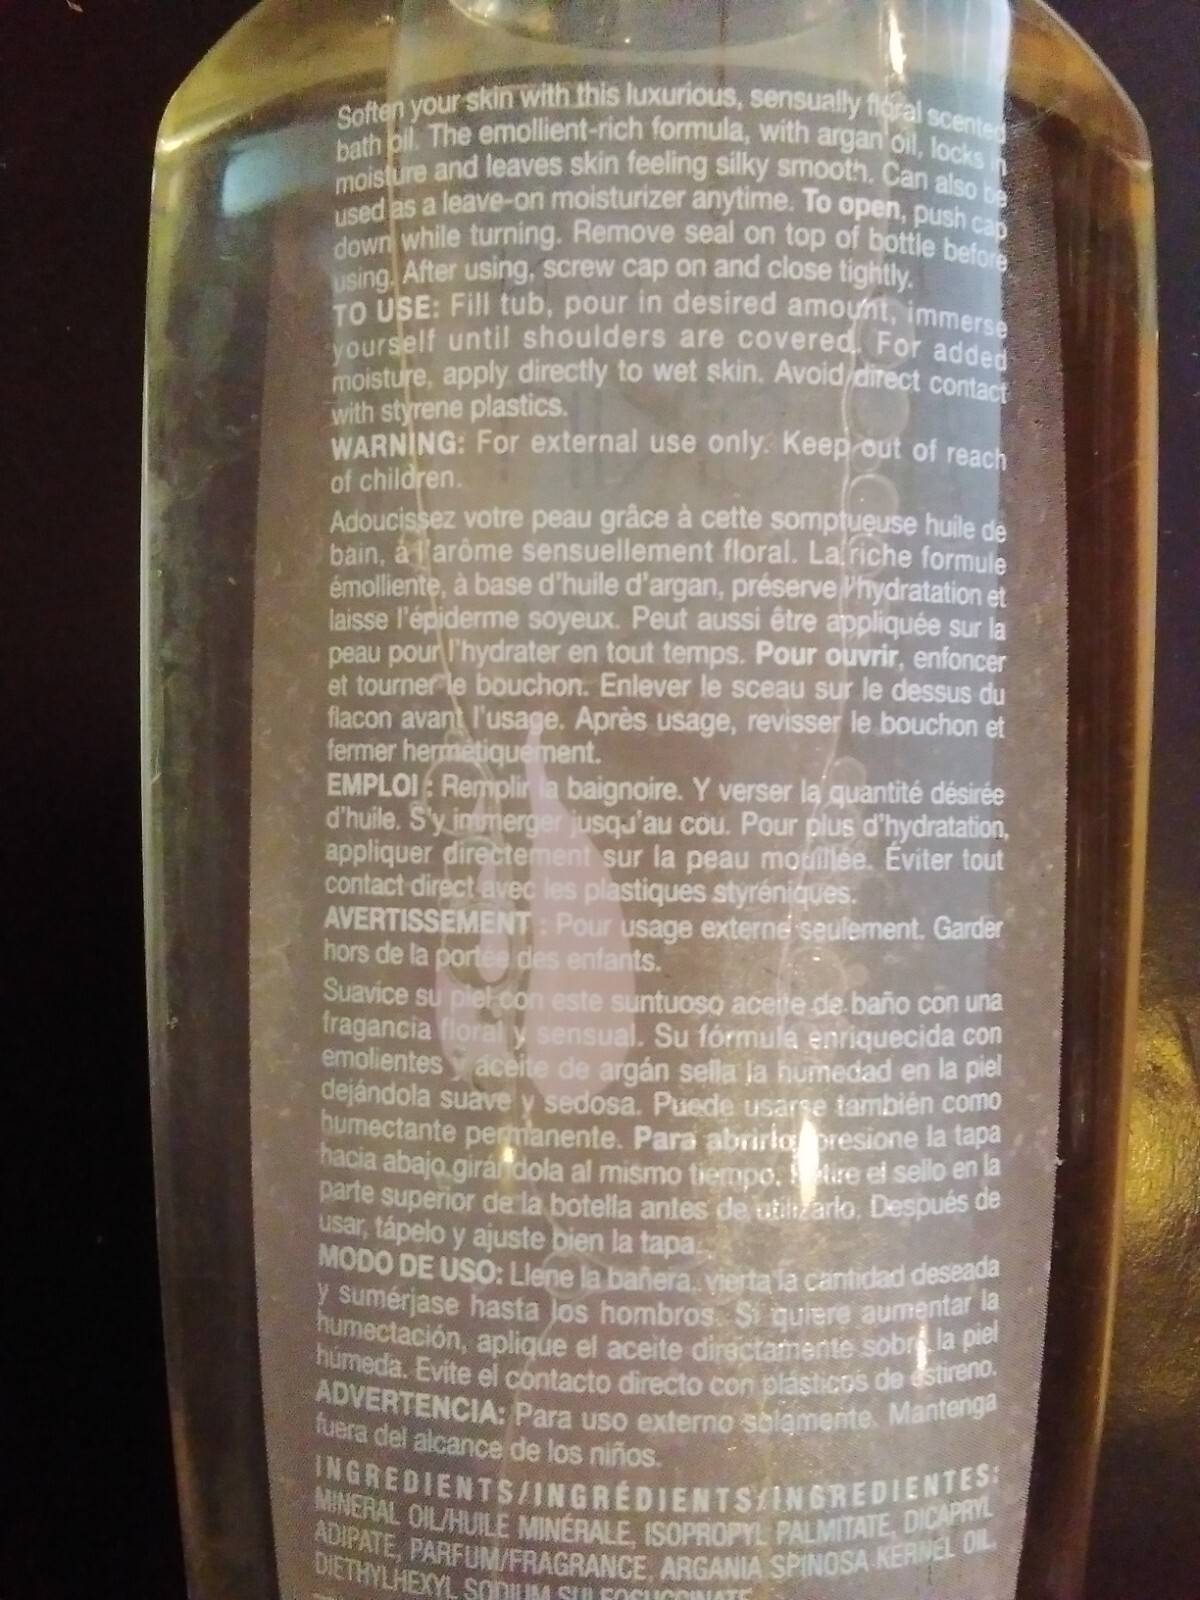 Soften your skin with this luxurious, sensually floral scented
bath oil. The emollient-rich formula, with argan oil, locks in
moisture and leaves skin feeling silky smooth. Can also be
used as a leave-on moisturizer anytime. To open, push cap
down while turning. Remove seal on top of bottle before
using. After using, screw cap on and close tightly.
TO USE: Fill tub, pour in desired amount, immerse
yourself until shoulders are covered. For added
moisture, apply directly to wet skin. Avoid direct contact
with styrene plastics.
WARNING: For external use only. Keep out of reach
of children.
Adoucissez votre peau grâce à cette somptueuse huile de
bain, à l'arôme sensuellement floral. La riche formule
émolliente, à base d'huile d'argan, préserve l'hydratation et
laisse l'épiderme soyeux. Peut aussi être appliquée sur la
peau pour l'hydrater en tout temps. Pour ouvrir, enfoncer
et tourner le bouchon. Enlever le sceau sur le dessus du
flacon avant l'usage. Après usage, revisser le bouchon et
fermer hermétiquement.
EMPLOI : Remplir la baignoire. Y verser la quantité désirée
d'huile. S'y immerger jusqu'au cou. Pour plus d'hydratation,
appliquer directement sur la peau mouillée. Éviter tout
contact direct avec les plastiques styréniques.
AVERTISSEMENT : Pour usage externe seulement. Garder
hors de la portée des enfants.
Suavice su piel con este suntuoso aceite de baño con una
fragancia floral y sensual. Su fórmula enriquecida con
emolientes y aceite de argán sella la humedad en la piel
dejándola suave y sedosa. Puede usarse también como
humectante permanente. Para abrirlo, presione la tapa
hacia abajo girándola al mismo tiempo. Retire el sello en la
parte superior de la botella antes de utilizarlo. Después de
usar, tápelo y ajuste bien la tapa.
MODO DE USO: Llene la bañera, vierta la cantidad deseada
y sumérjase hasta los hombros. Si quiere aumentar la
humectación, aplique el aceite directamente sobre la piel
húmeda. Evite el contacto directo con plásticos de estireno.
ADVERTENCIA: Para uso externo solamente. Mantenga
fuera del alcance de los niños.
INGREDIENTS/INGRÉDIENTS/INGREDIENTES:
MINERAL OIL/HUILE MINÉRALE, ISOPROPYL PALMITATE, DICAPRYL
ADIPATE, PARFUM/FRAGRANCE, ARGANIA SPINOSA KERNEL OIL,
DIETHYLHEXYL SODIUM SULFOSUCCINATE